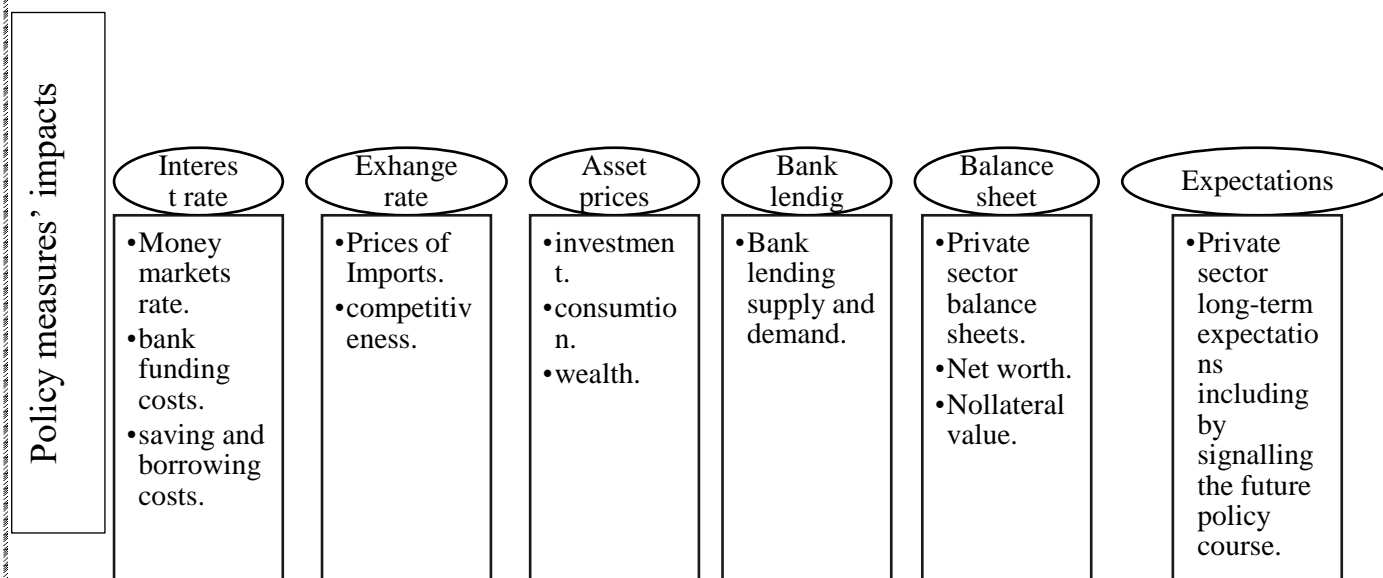 Policy measures’ impacts
Interes
t rate
•Money
markets
rate.
•bank
funding
costs.
•saving and
borrowing
costs.
Exhange
rate
•Prices of
Imports.
•competitiv
eness.
Asset
prices
•investmen
t.
•consumtio
n.
•wealth.
Bank
lendig
•Bank
lending
supply and
demand.
Balance
sheet
•Private
sector
balance
sheets.
•Net worth.
•Nollateral
value.
Expectations
•Private
sector
long-term
expectatio
ns
including
by
signalling
the future
policy
course.